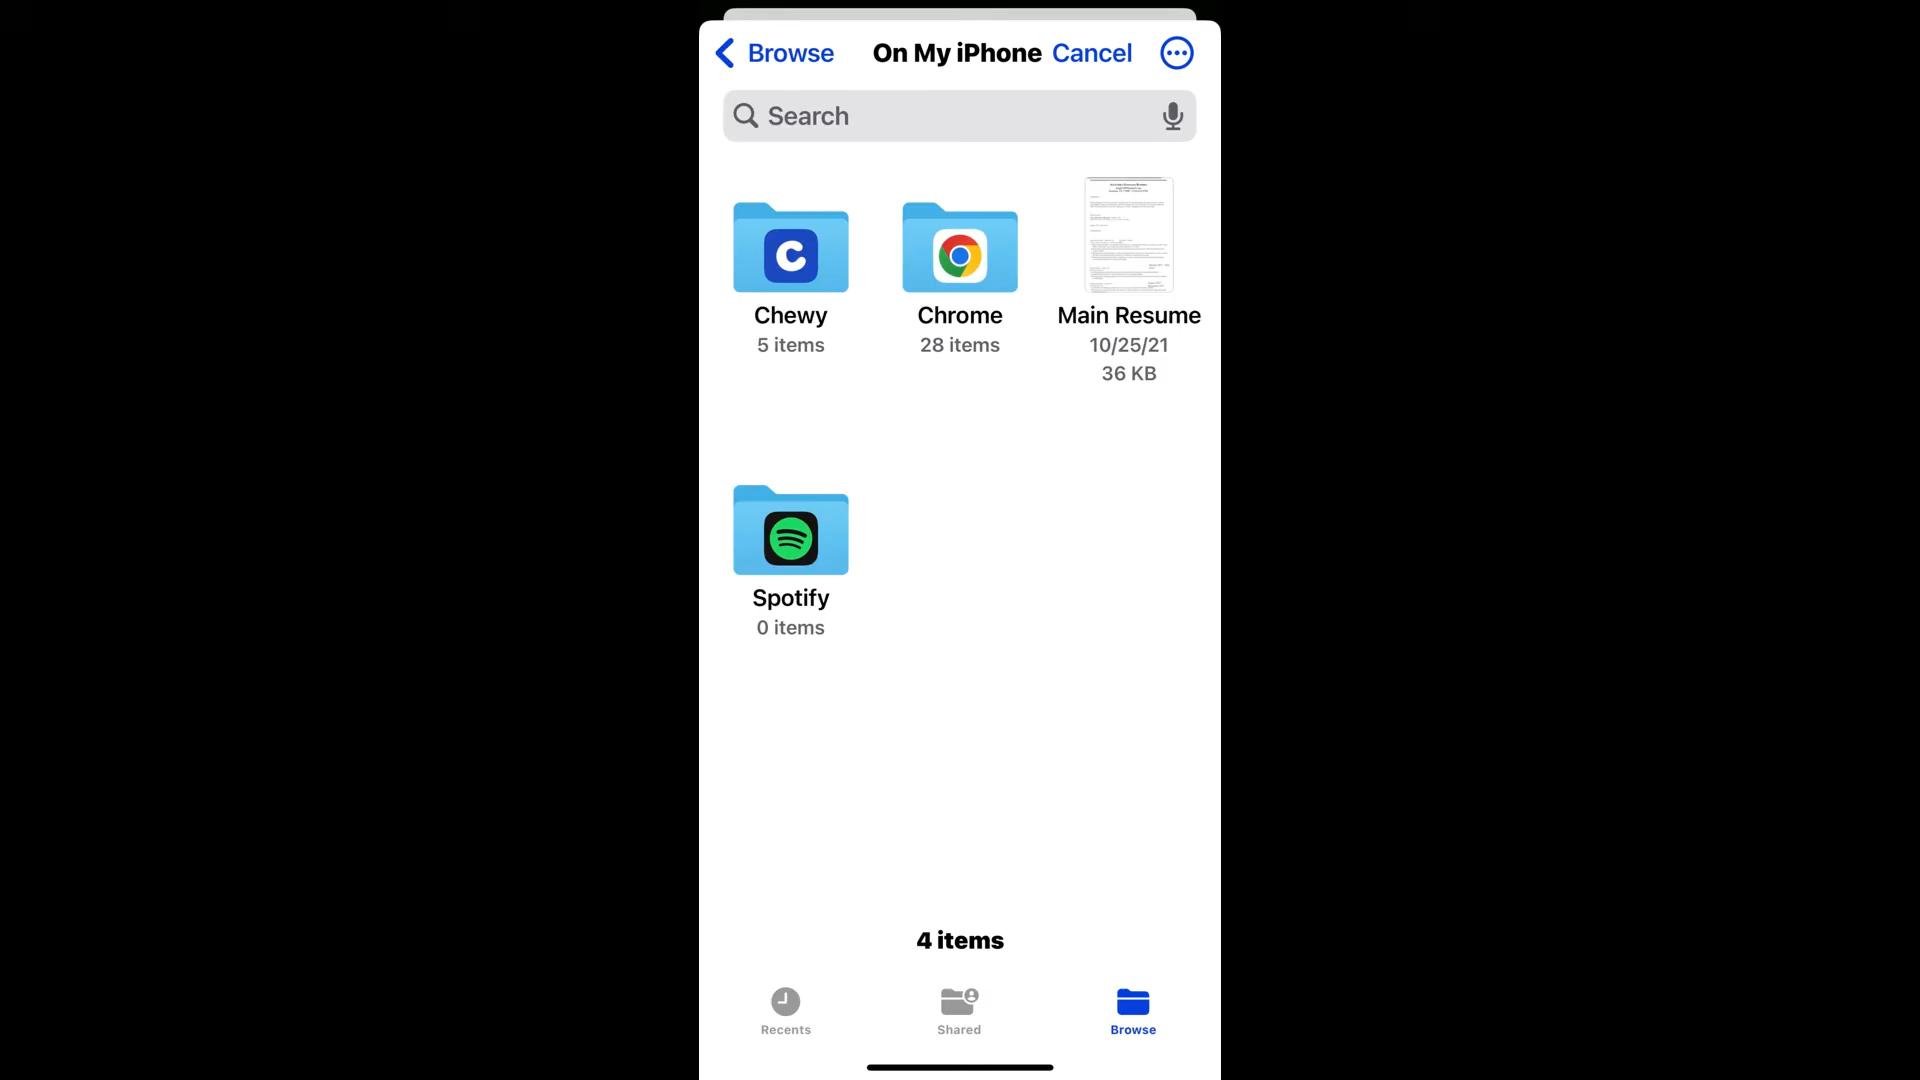 Browse
On My iPhone
Cancel
Search
Chewy
5 items
Chrome
28 items
Main Resume
10/25/21
36 KB
Spotify
0 items
4 items
Recents
Shared
Browse